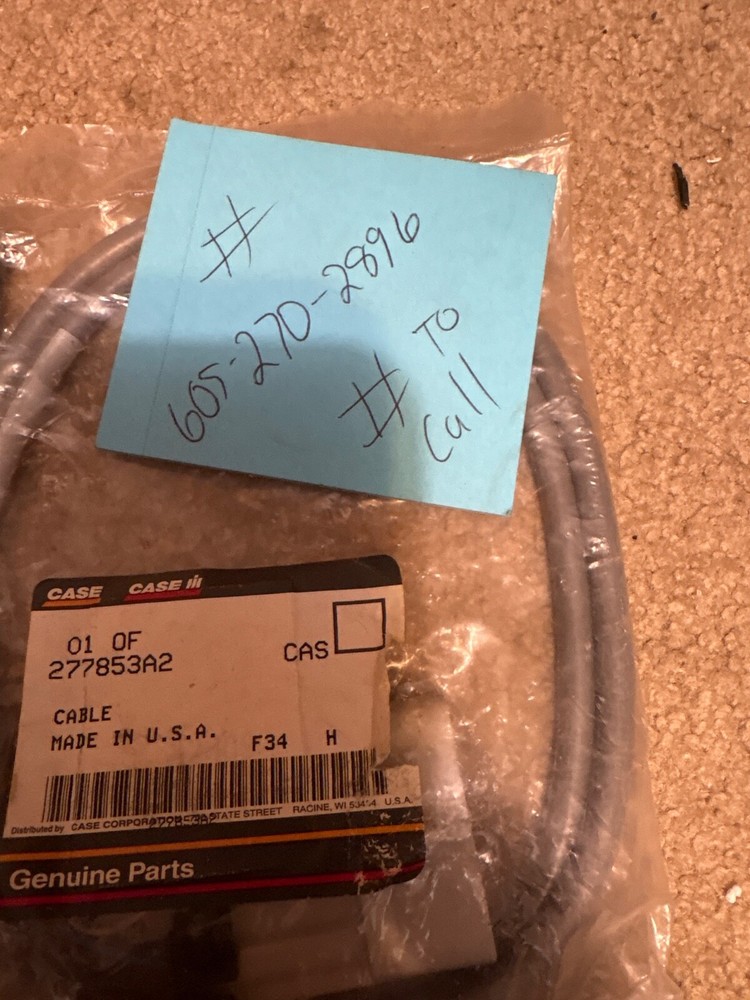 #
605-270-2896
# TO
Call
CASE CASE IH
01 OF
277853A2
CAS
CABLE
MADE IN U.S.A.
F34 H
Distributed by CASE CORPORATION STATE STREET RACINE, WI U.S.A.
Genuine Parts